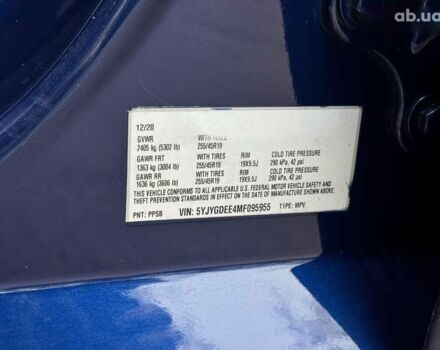 ab.ua
12/20
GVWR WITH TIRES
2405 kg (5302 lb) 255/45R19
GAWR FRT WITH TIRES RIM COLD TIRE PRESSURE
1363 kg (3004 lb) 255/45R19 19X9.5J 290 kPa, 42 psi
GAWR RR WITH TIRES RIM COLD TIRE PRESSURE
1636 kg (3606 lb) 255/45R19 19X9.5J 290 kPa, 42 psi
THIS VEHICLE CONFORMS TO ALL APPLICABLE U.S. FEDERAL MOTOR VEHICLE SAFETY AND
THEFT PREVENTION STANDARDS IN EFFECT ON THE DATE OF MANUFACTURE SHOWN ABOVE.
PNT: PPSB VIN: 5YJYGDEE4MF095955 TYPE: MPV